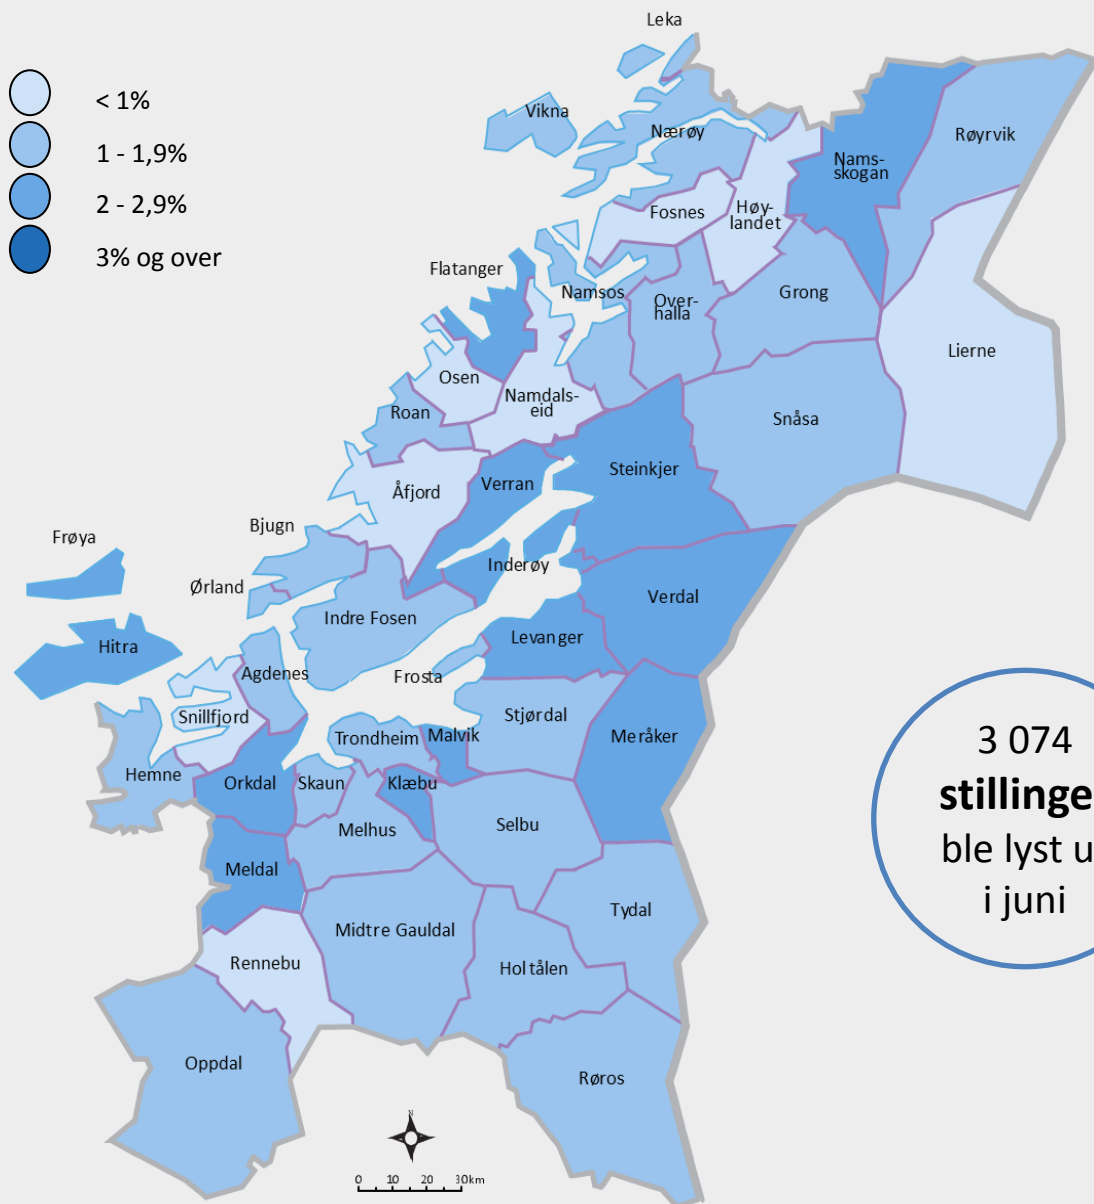 Leka
< 1%
1 - 1,9%
2 - 2,9%
3% og over
Vikna
Nærøy
Røyrvik
Nams-
skogan
Fosnes
Høy-
landet
Flatanger
Namsos
Over-
halla
Grong
Lierne
Osen
Namdals-
eid
Roan
Snåsa
Steinkjer
Verran
Åfjord
Bjugn
Frøya
Inderøy
Ørland
Verdal
Indre Fosen
Levanger
Hitra
Agdenes
Frosta
Snillfjord
Stjørdal
Meråker
Trondheim
Malvik
Hemne
Orkdal
Skaun
Klæbu
Melhus
Selbu
Meldal
Tydal
Midtre Gauldal
Rennebu
Holtålen
Oppdal
Røros
3 074
stillinge
ble lyst u
i juni
N
0 10 20 30km